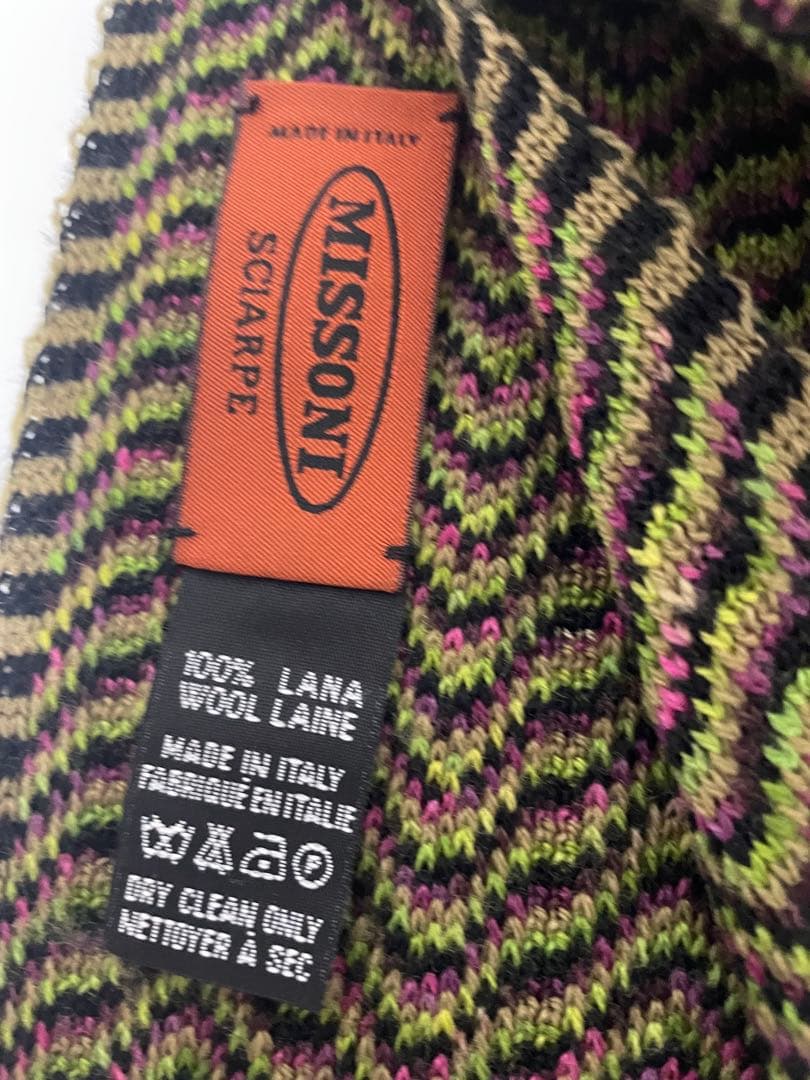 MADE IN ITALY
MISSONI
SCIARPE
100% LANA
WOOL LAINE
MADE IN ITALY
FABRIQUÉ EN ITALIE
P
DRY CLEAN ONLY
NETTOYER À SEC